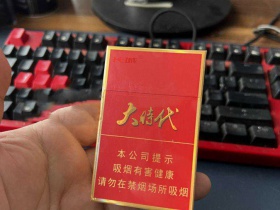 大时代
本公司提示
吸烟有害健康
请勿在禁烟场所吸烟